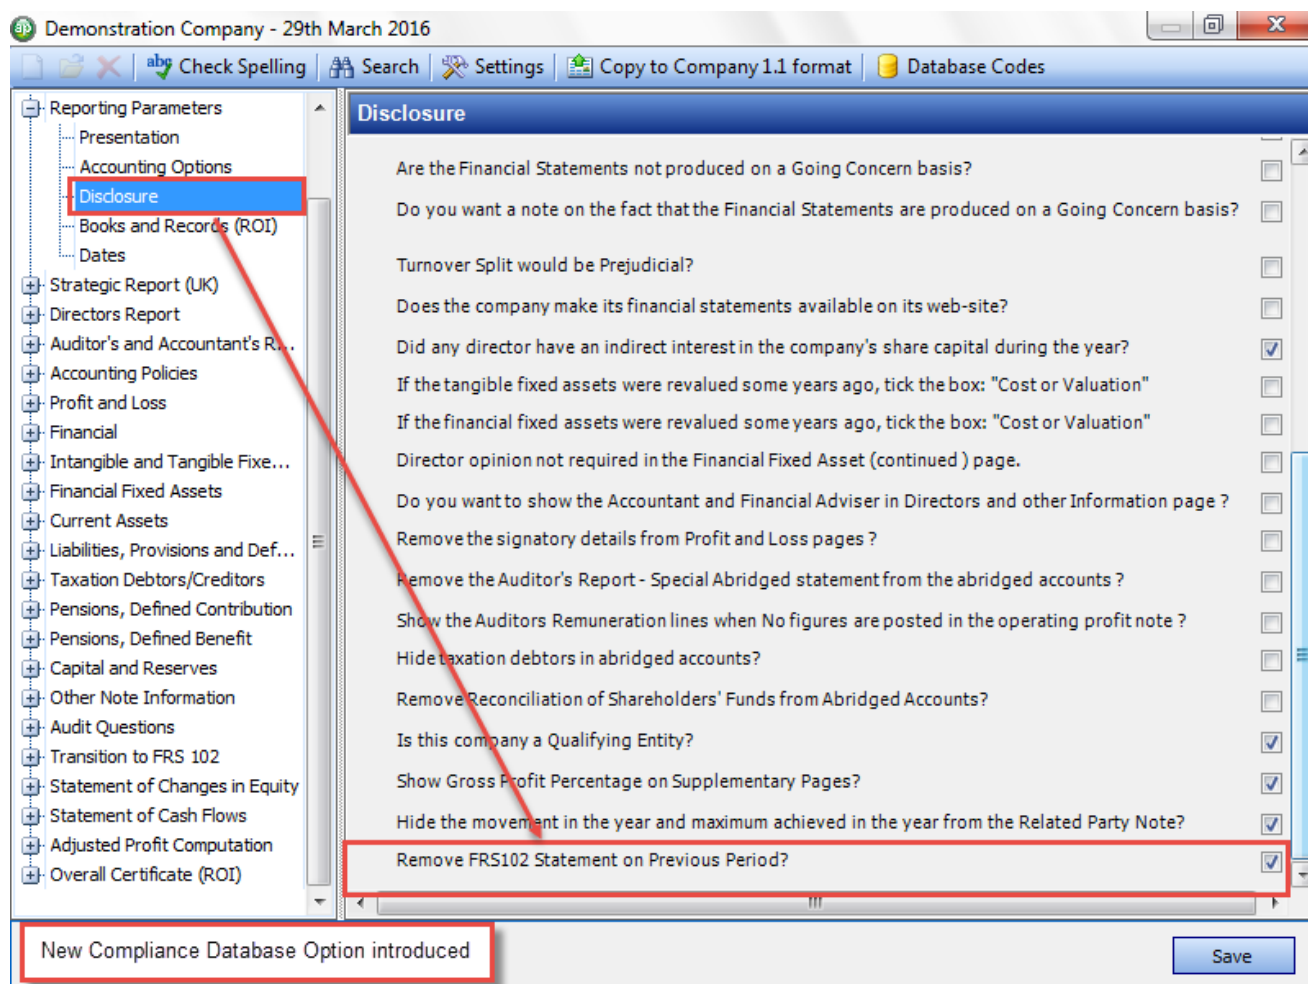 Demonstration Company - 29th March 2016
Check Spelling Search Settings Copy to Company 1.1 format Database Codes
Reporting Parameters
Presentation
Accounting Options
Disclosure
Books and Records (ROI)
Dates
Strategic Report (UK)
Directors Report
Auditor's and Accountant's R...
Accounting Policies
Profit and Loss
Financial
Intangible and Tangible Fixe...
Financial Fixed Assets
Current Assets
Liabilities, Provisions and Def...
Taxation Debtors/Creditors
Pensions, Defined Contribution
Pensions, Defined Benefit
Capital and Reserves
Other Note Information
Audit Questions
Transition to FRS 102
Statement of Changes in Equity
Statement of Cash Flows
Adjusted Profit Computation
Overall Certificate (ROI)
Disclosure
Are the Financial Statements not produced on a Going Concern basis?
Do you want a note on the fact that the Financial Statements are produced on a Going Concern basis?
Turnover Split would be Prejudicial?
Does the company make its financial statements available on its web-site?
Did any director have an indirect interest in the company's share capital during the year?
If the tangible fixed assets were revalued some years ago, tick the box: "Cost or Valuation"
If the financial fixed assets were revalued some years ago, tick the box: "Cost or Valuation"
Director opinion not required in the Financial Fixed Asset (continued ) page.
Do you want to show the Accountant and Financial Adviser in Directors and other Information page ?
Remove the signatory details from Profit and Loss pages ?
Remove the Auditor's Report - Special Abridged statement from the abridged accounts ?
Show the Auditors Remuneration lines when No figures are posted in the operating profit note ?
Hide taxation debtors in abridged accounts?
Remove Reconciliation of Shareholders' Funds from Abridged Accounts?
Is this company a Qualifying Entity?
Show Gross Profit Percentage on Supplementary Pages?
Hide the movement in the year and maximum achieved in the year from the Related Party Note?
Remove FRS102 Statement on Previous Period?
New Compliance Database Option introduced
Save